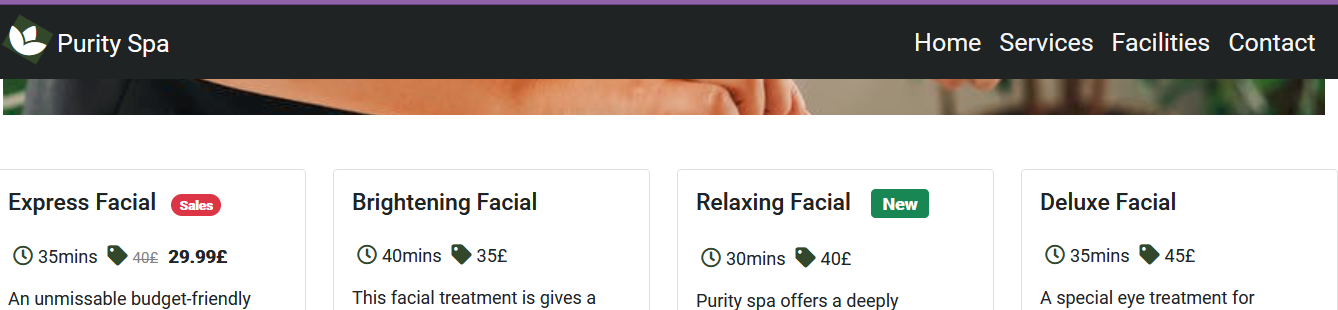 Purity Spa
Home Services Facilities Contact
Express Facial Sales
35mins 40£ 29.99£
An unmissable budget-friendly
Brightening Facial
40mins 35£
This facial treatment is gives a
Relaxing Facial New
30mins 40£
Purity spa offers a deeply
Deluxe Facial
35mins 45£
A special eye treatment for